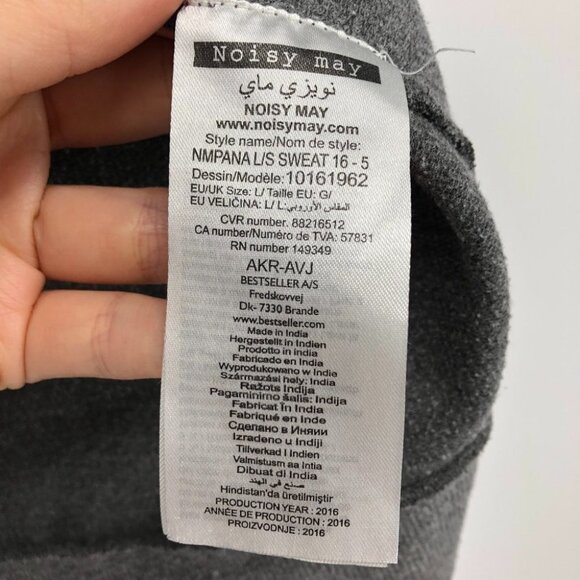 Noisy may
نويزي ماي
NOISY MAY
www.noisymay.com
Style name/Nom de style:
NMPANA L/S SWEAT 16 - 5
Dessin/Modèle: 10161962
EU/UK Size: L/ Taille EU: G/
EU VELIČINA: L/ L:المقاس الأوروبي
CVR number. 88216512
CA number/Numéro de TVA: 57831
RN number 149349
AKR-AVJ
BESTSELLER A/S
Fredskovvej
Dk- 7330 Brande
www.bestseller.com
Made in India
Hergestellt in Indien
Prodotto in India
Fabricado en India
Wyprodukowano w Indiach
Származási hely: India
Ražots Indijā
Pagaminimo šalis: Indija
Fabricat în India
Fabriqué en Inde
Сделано в Индии
Izradeno u Indiji
Tillverkad I Indien
Valmistusmaa Intia
Dibuat di India
صنع في الهند
Hindistan'da üretilmiştir
PRODUCTION YEAR : 2016
ANNÉE DE PRODUCTION : 2016
PROIZVODNJE : 2016